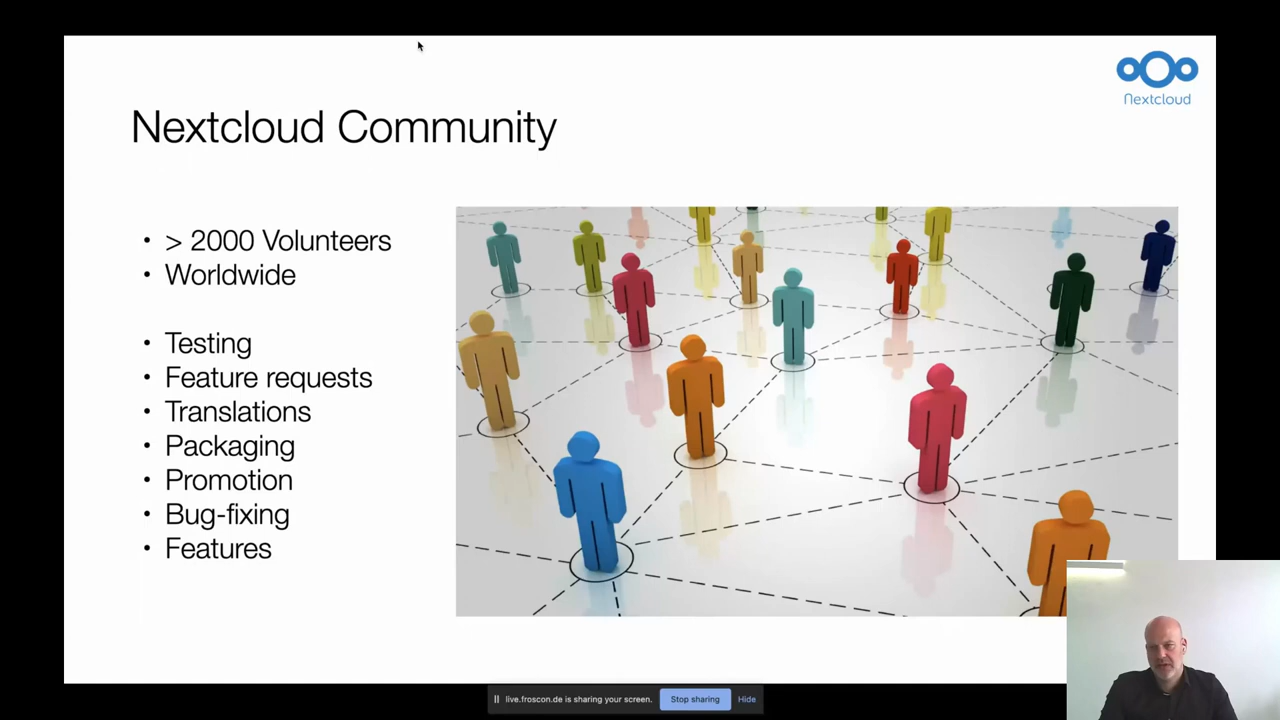 Nextcloud
Nextcloud Community
• > 2000 Volunteers
• Worldwide
• Testing
• Feature requests
• Translations
• Packaging
• Promotion
• Bug-fixing
• Features
live.froscon.de is sharing your screen.
Stop sharing
Hide